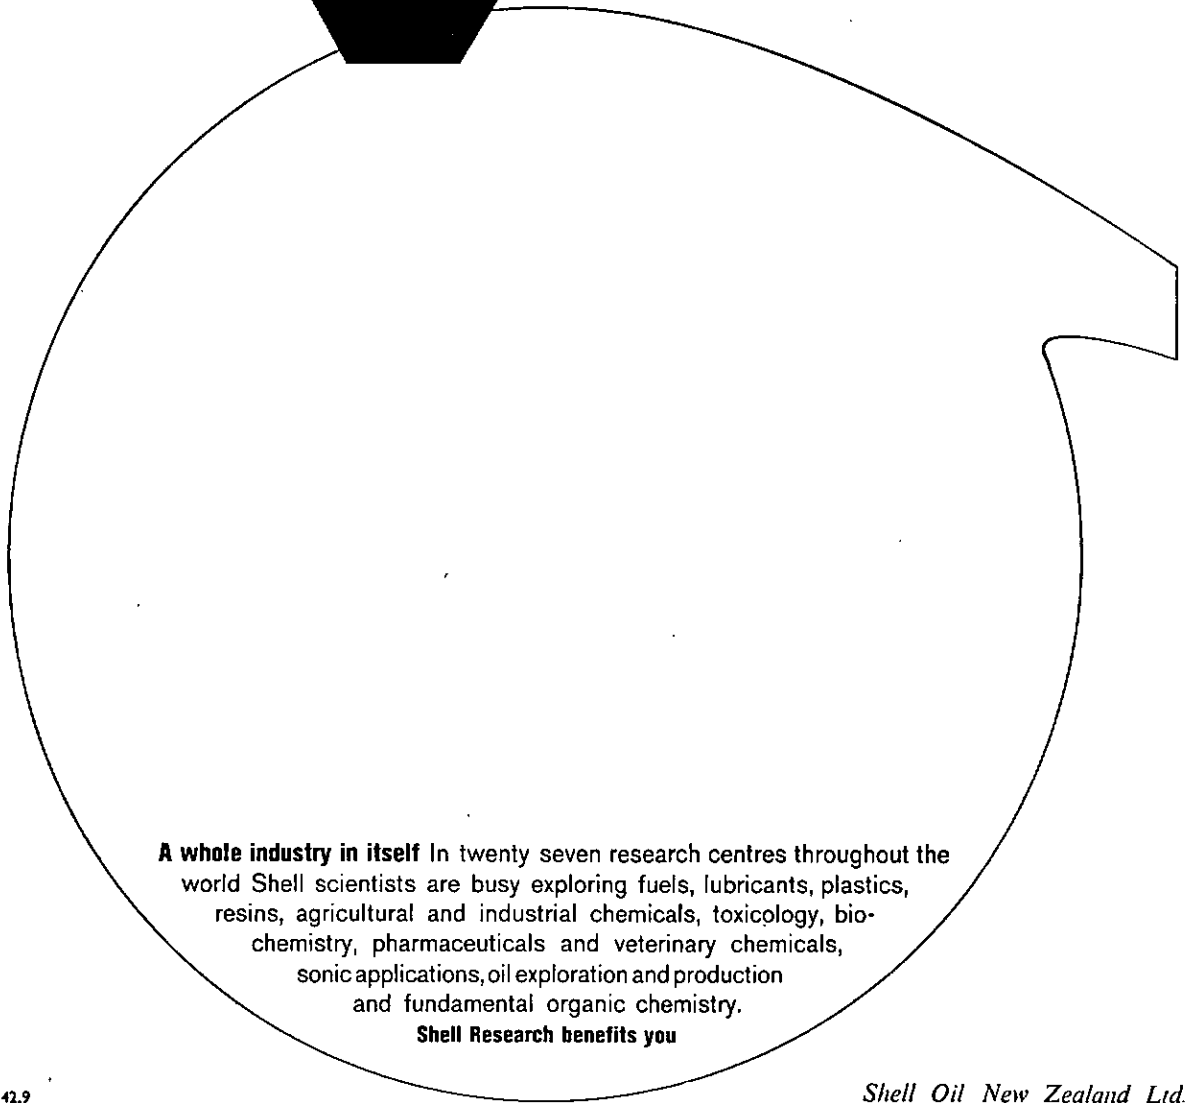 A whole industry in itself In twenty seven research centres throughout the
world Shell scientists are busy exploring fuels, lubricants, plastics,
resins, agricultural and industrial chemicals, toxicology, bio-
chemistry, pharmaceuticals and veterinary chemicals,
sonic applications, oil exploration and production
and fundamental organic chemistry.
Shell Research benefits you
42.9
Shell Oil New Zealand Ltd.